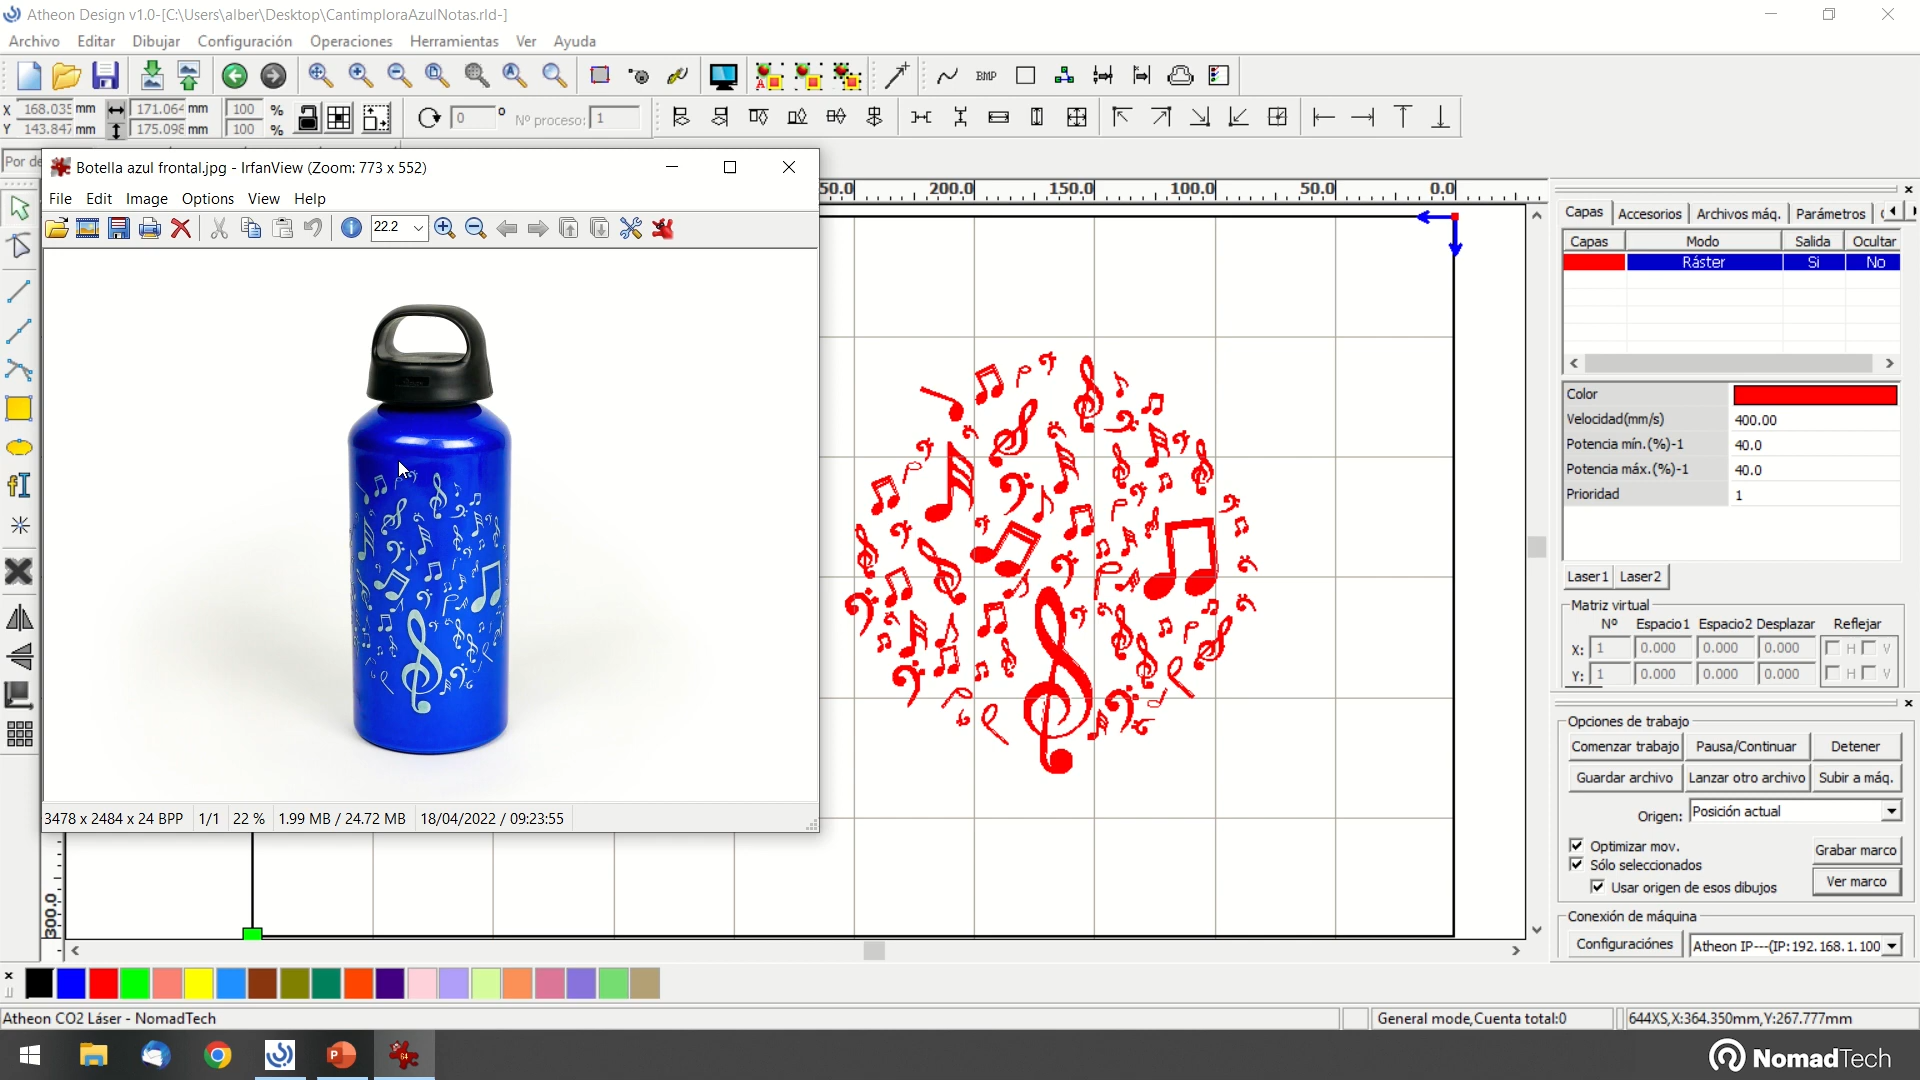 Atheon Design v1.0-[C:\Users\alber\Desktop\CantimploraAzulNotas.rld-]
Archivo Editar Dibujar Configuración Operaciones Herramientas Ver Ayuda
BMP
X 168.035 mm 171.064 mm 100 %
Y 143.847 mm 175.098 mm 100 %
0 ° Nº proceso: 1
Por de
Botella azul frontal.jpg - IrfanView (Zoom: 773 x 552)
File Edit Image Options View Help
22.2
3478 x 2484 x 24 BPP 1/1 22 % 1.99 MB / 24.72 MB 18/04/2022 / 09:23:55
50.0 200.0 150.0 100.0 50.0 0.0
300.0
Capas Accesorios Archivos máq. Parámetros
Capas Modo Salida Ocultar
Ráster Si No
Color
Velocidad(mm/s) 400.00
Potencia mín.(%)-1 40.0
Potencia máx.(%)-1 40.0
Prioridad 1
Laser1 Laser2
Matriz virtual
Nº Espacio1 Espacio2 Desplazar Reflejar
X: 1 0.000 0.000 0.000 H V
Y: 1 0.000 0.000 0.000 H V
Opciones de trabajo
Comenzar trabajo Pausa/Continuar Detener
Guardar archivo Lanzar otro archivo Subir a máq.
Origen: Posición actual
Optimizar mov. Grabar marco
Sólo seleccionados
Usar origen de esos dibujos Ver marco
Conexión de máquina
Configuraciónes Atheon IP---(IP:192.168.1.100
Atheon CO2 Láser - NomadTech
General mode,Cuenta total:0
644XS,X:364.350mm,Y:267.777mm
64
NomadTech